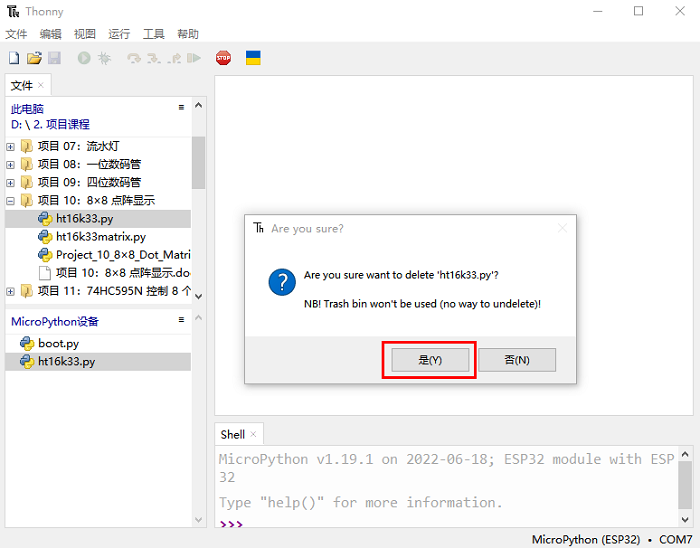 Thonny
文件 编辑 视图 运行 工具 帮助
文件
此电脑
D: \ 2. 项目课程
项目 07：流水灯
项目 08：一位数码管
项目 09：四位数码管
项目 10：8×8 点阵显示
ht16k33.py
ht16k33matrix.py
Project_10_8×8_Dot_Matri
项目 10：8×8 点阵显示.do
项目 11：74HC595N 控制 8 个
MicroPython设备
boot.py
ht16k33.py
Are you sure?
Are you sure want to delete 'ht16k33.py'?
NB! Trash bin won't be used (no way to undelete)!
是(Y) 否(N)
Shell
MicroPython v1.19.1 on 2022-06-18; ESP32 module with ESP
32
Type "help()" for more information.
>>>
MicroPython (ESP32) • COM7